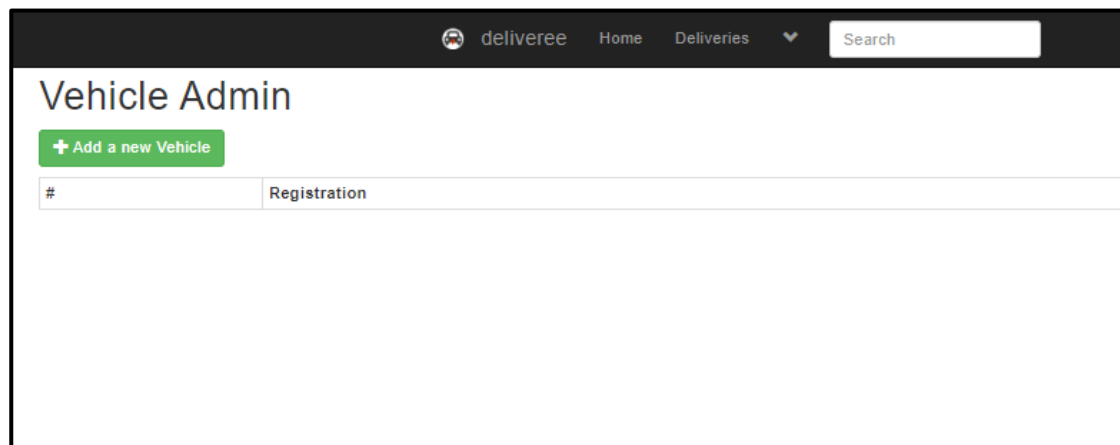 deliveree Home Deliveries Search
Vehicle Admin
Add a new Vehicle
# Registration